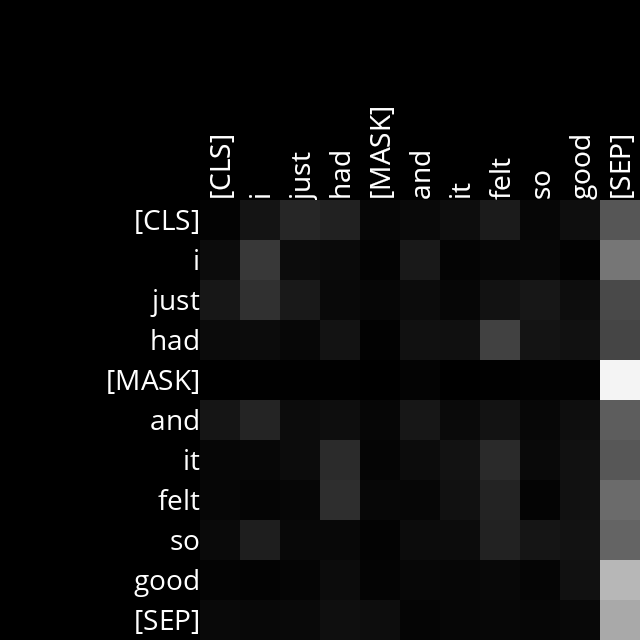 [CLS] i just had [MASK] and it felt so good [SEP]
[CLS]
i
just
had
[MASK]
and
it
felt
so
good
[SEP]